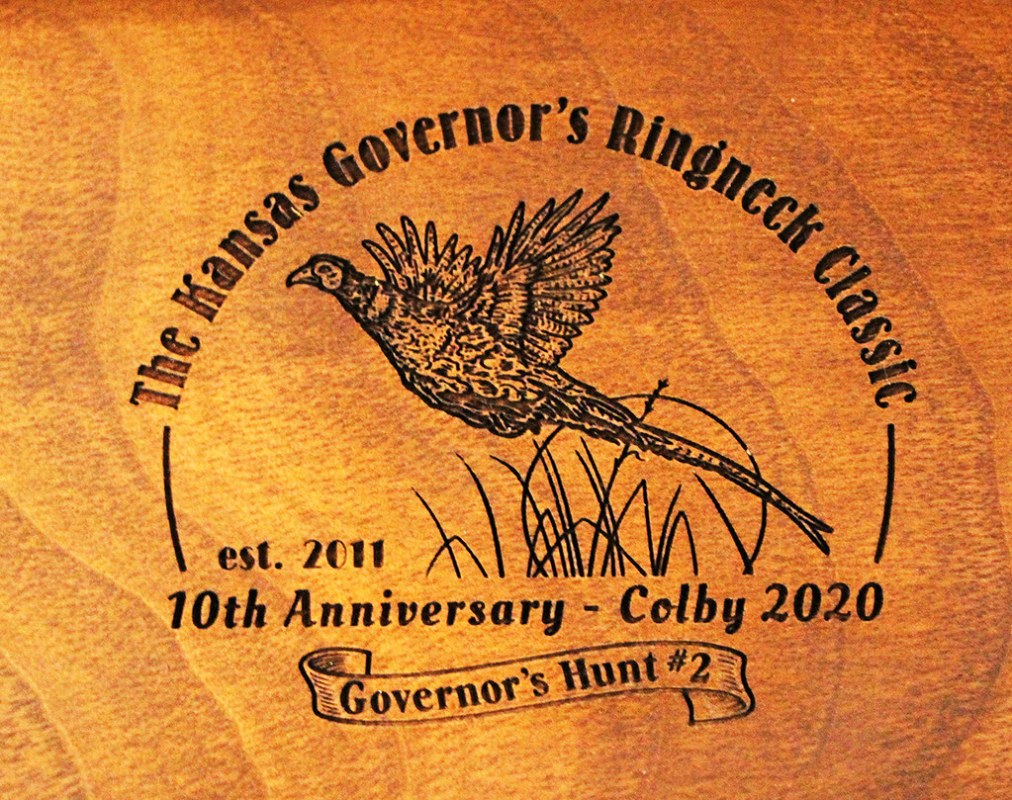 The Kansas Governor's Ringneck Classic
est. 2011
10th Anniversary - Colby 2020
Governor's Hunt #2